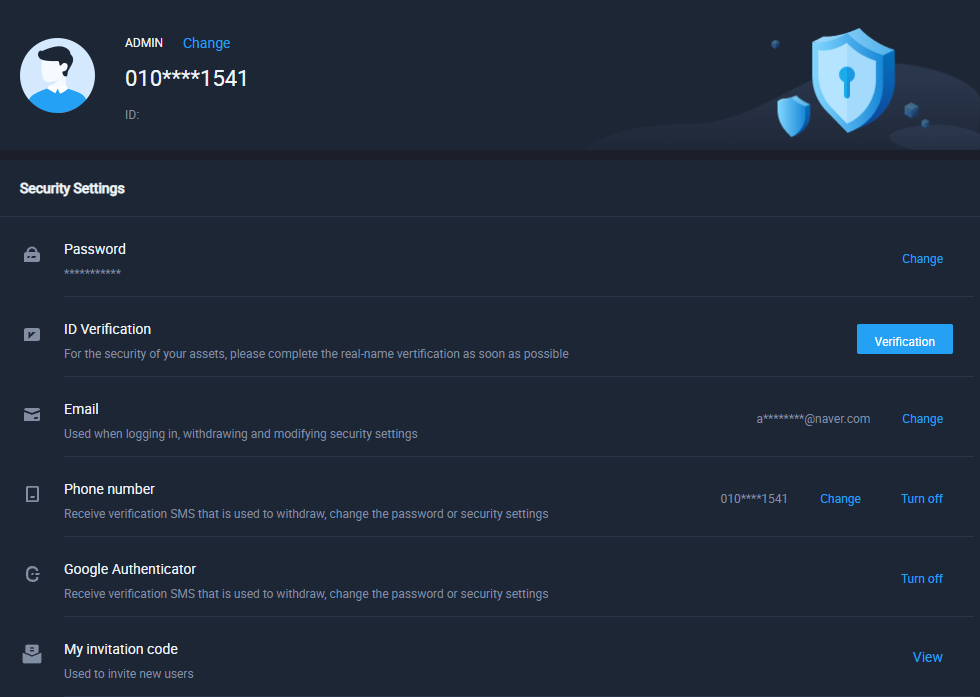 ADMIN Change
010****1541
ID:
Security Settings
Password
***********
Change
ID Verification
For the security of your assets, please complete the real-name vertification as soon as possible
Verification
Email
Used when logging in, withdrawing and modifying security settings
a********@naver.com Change
Phone number
Receive verification SMS that is used to withdraw, change the password or security settings
010****1541 Change Turn off
Google Authenticator
Receive verification SMS that is used to withdraw, change the password or security settings
Turn off
My invitation code
Used to invite new users
View